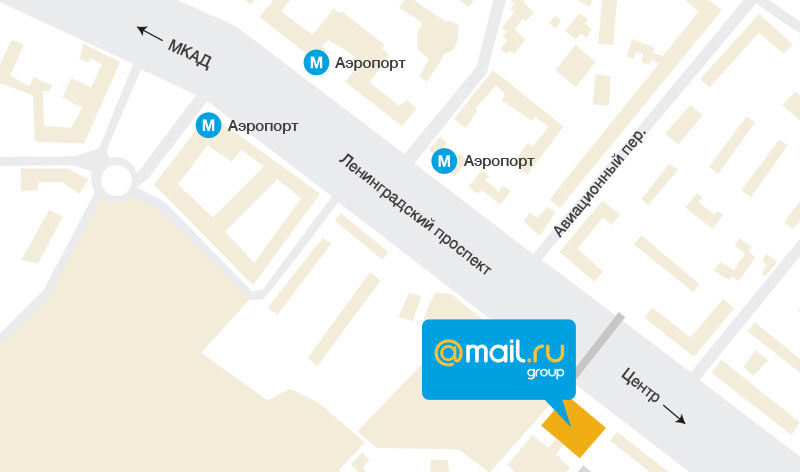 МКАД
М Аэропорт
М Аэропорт
М Аэропорт
Ленинградский проспект
Авиационный пер.
@mail.ru
group
Центр